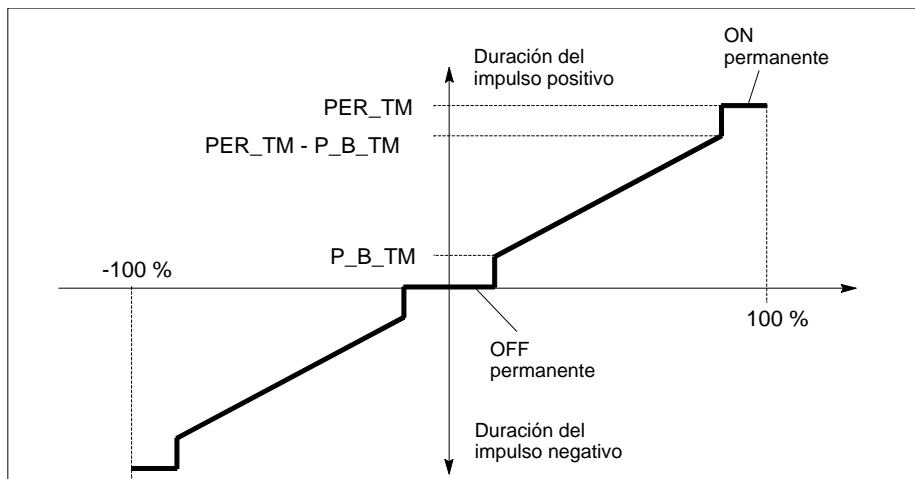 Duración del
impulso positivo
ON
permanente
PER_TM
PER_TM - P_B_TM
P_B_TM
-100 %
100 %
OFF
permanente
Duración del
impulso negativo